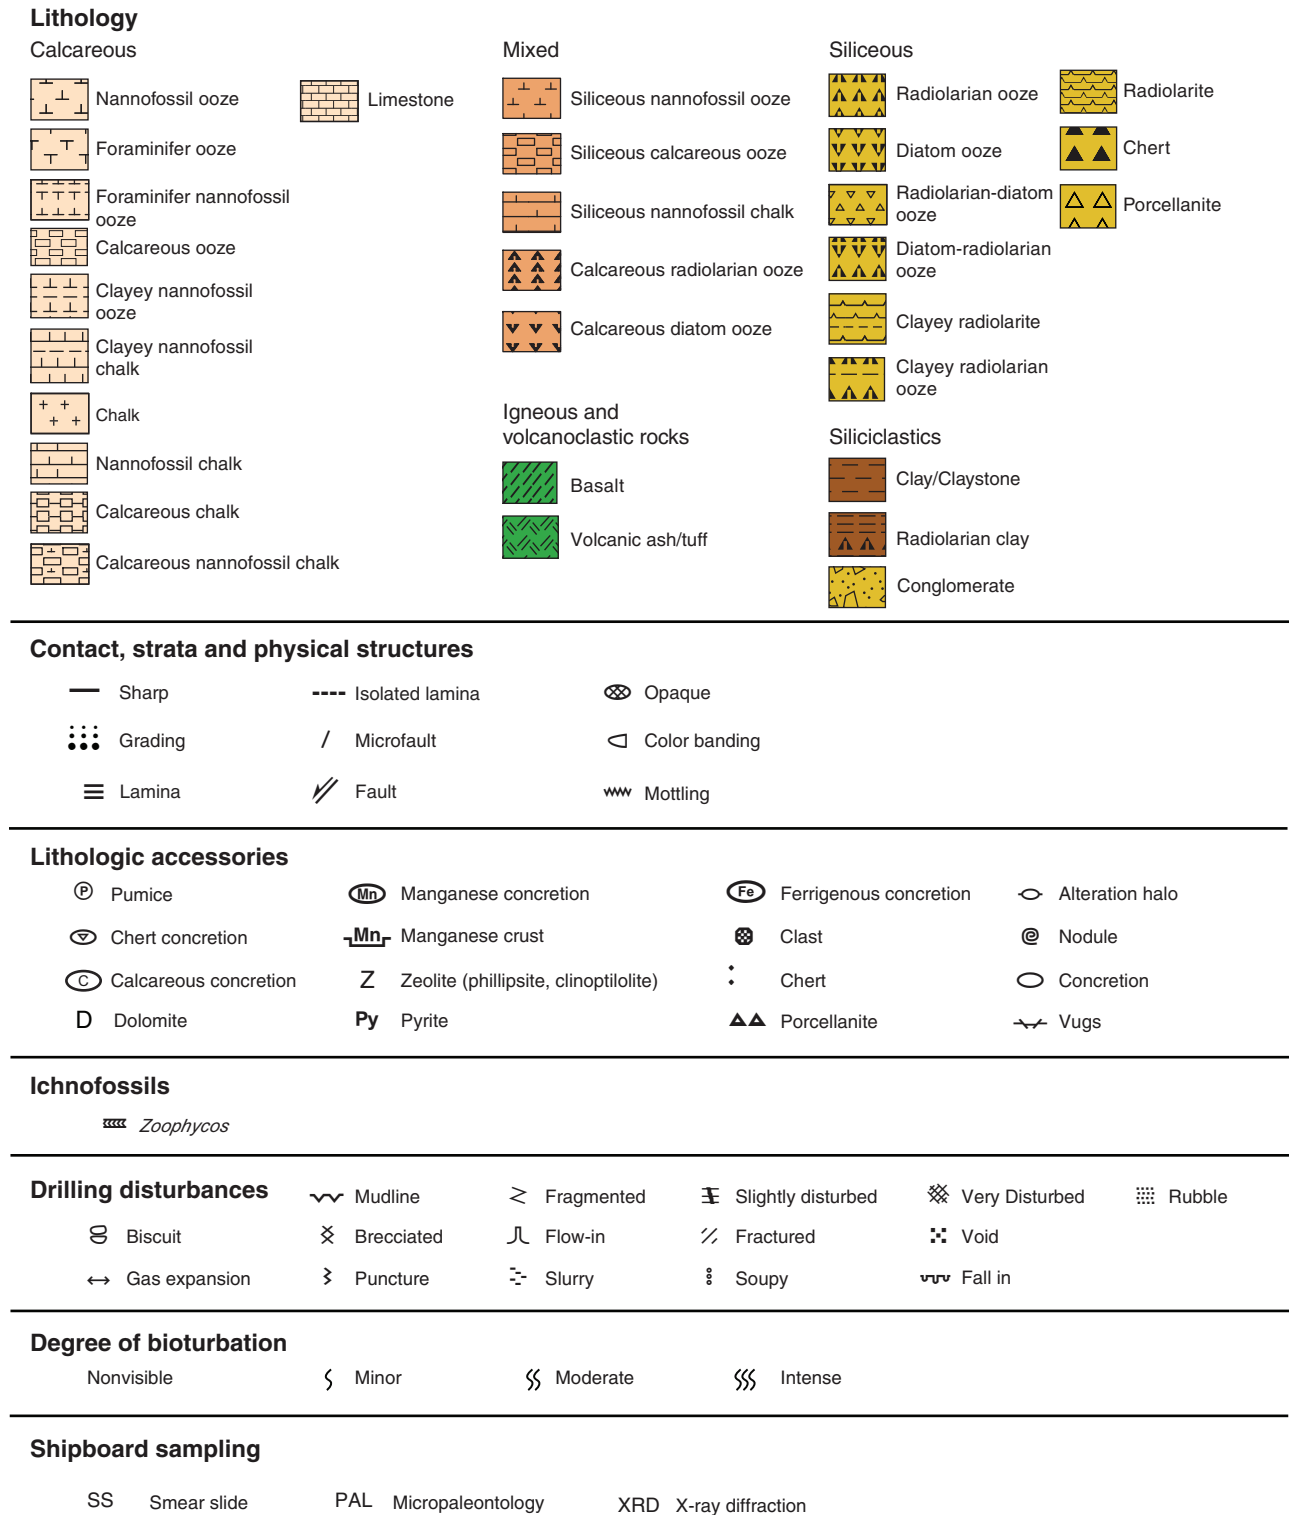 Lithology
Calcareous
Nannofossil ooze
Limestone
Foraminifer ooze
Foraminifer nannofossil
ooze
Calcareous ooze
Clayey nannofossil
ooze
Clayey nannofossil
chalk
Chalk
Nannofossil chalk
Calcareous chalk
Calcareous nannofossil chalk
Mixed
Siliceous nannofossil ooze
Siliceous calcareous ooze
Siliceous nannofossil chalk
Calcareous radiolarian ooze
Calcareous diatom ooze
Igneous and
volcanoclastic rocks
Basalt
Volcanic ash/tuff
Siliceous
Radiolarian ooze
Radiolarite
Diatom ooze
Chert
Radiolarian-diatom
ooze
Porcellanite
Diatom-radiolarian
ooze
Clayey radiolarite
Clayey radiolarian
ooze
Siliciclastics
Clay/Claystone
Radiolarian clay
Conglomerate
Contact, strata and physical structures
Sharp
Isolated lamina
Opaque
Grading
Microfault
Color banding
Lamina
Fault
Mottling
Lithologic accessories
P Pumice
Mn Manganese concretion
Fe Ferrigenous concretion
Alteration halo
Chert concretion
Mn Manganese crust
Clast
Nodule
C Calcareous concretion
Z Zeolite (phillipsite, clinoptilolite)
Chert
Concretion
D Dolomite
Py Pyrite
Porcellanite
Vugs
Ichnofossils
Zoophycos
Drilling disturbances
Mudline
Fragmented
Slightly disturbed
Very Disturbed
Rubble
Biscuit
Brecciated
Flow-in
Fractured
Void
Gas expansion
Puncture
Slurry
Soupy
Fall in
Degree of bioturbation
Nonvisible
Minor
Moderate
Intense
Shipboard sampling
SS Smear slide
PAL Micropaleontology
XRD X-ray diffraction